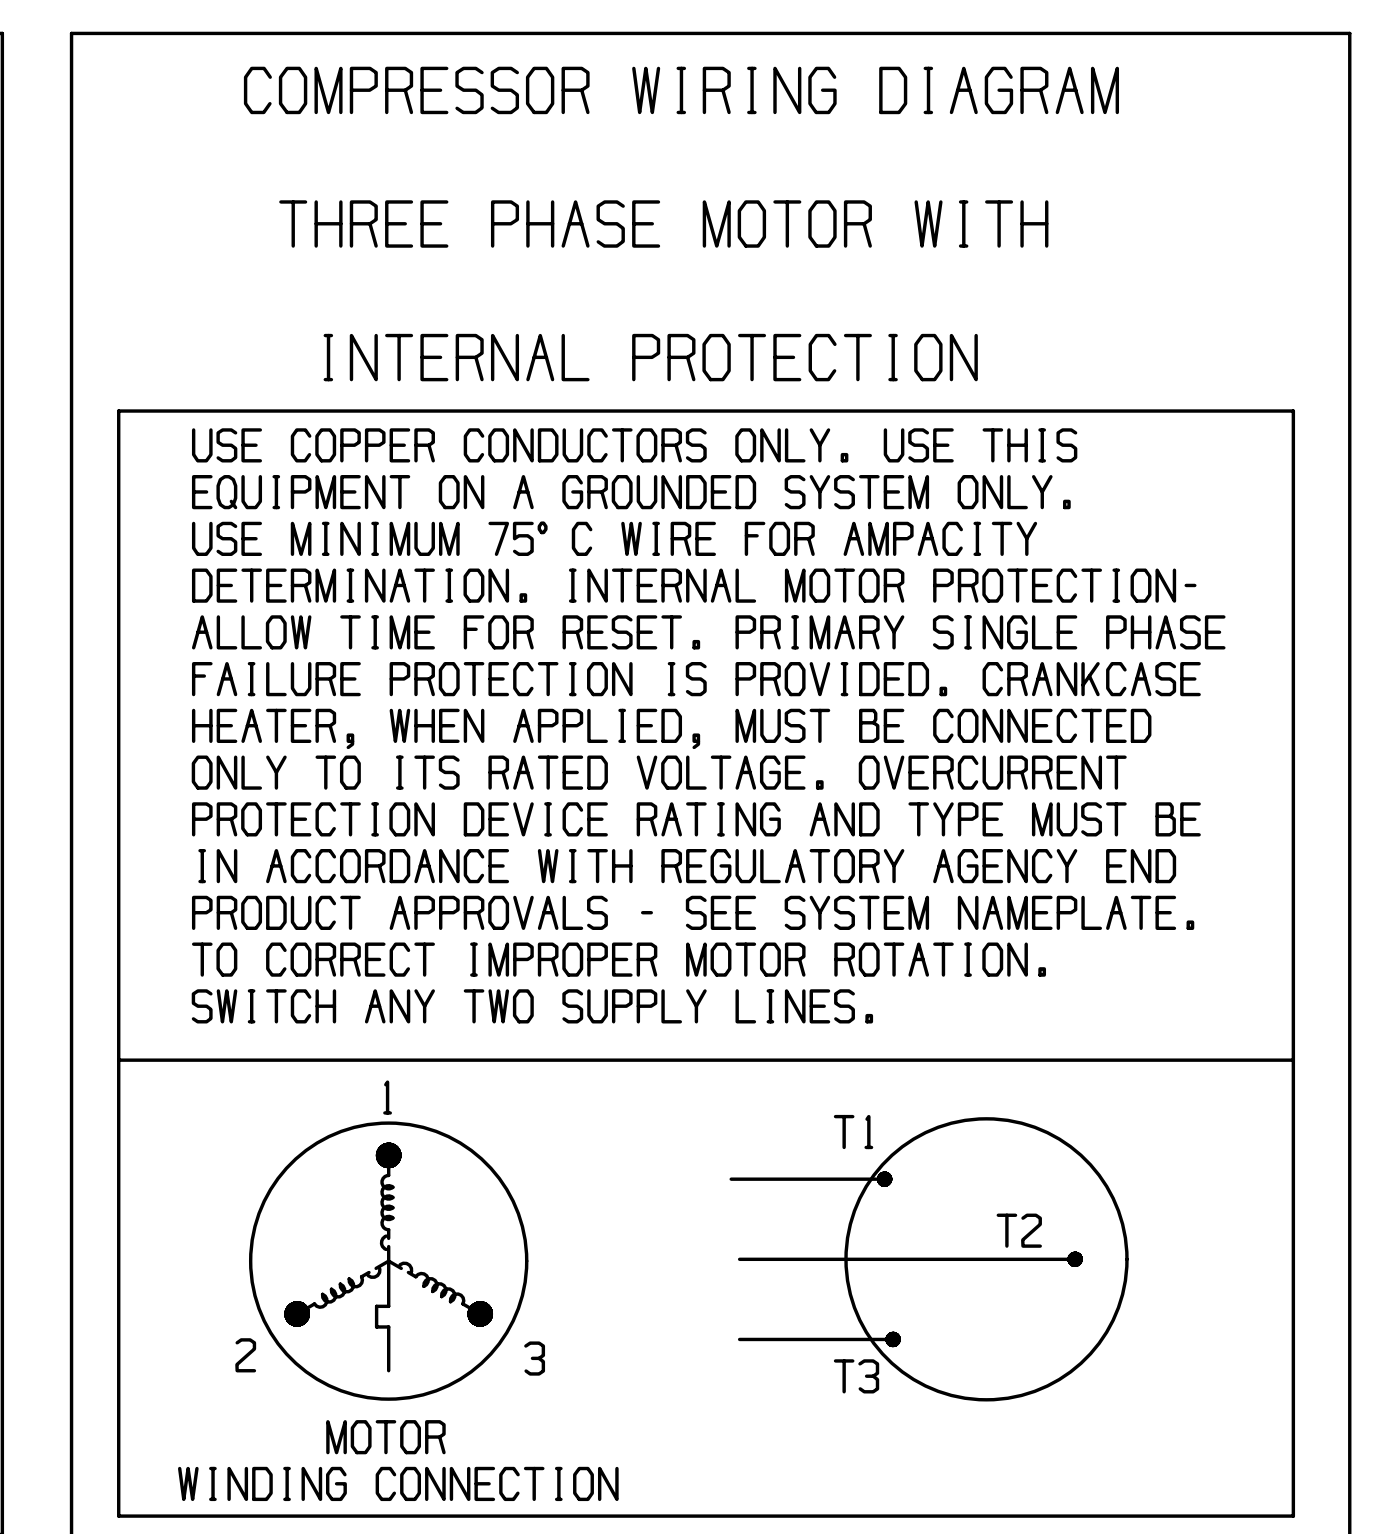 COMPRESSOR WIRING DIAGRAM
THREE PHASE MOTOR WITH
INTERNAL PROTECTION
USE COPPER CONDUCTORS ONLY. USE THIS
EQUIPMENT ON A GROUNDED SYSTEM ONLY.
USE MINIMUM 75° C WIRE FOR AMPACITY
DETERMINATION. INTERNAL MOTOR PROTECTION-
ALLOW TIME FOR RESET. PRIMARY SINGLE PHASE
FAILURE PROTECTION IS PROVIDED. CRANKCASE
HEATER, WHEN APPLIED, MUST BE CONNECTED
ONLY TO ITS RATED VOLTAGE. OVERCURRENT
PROTECTION DEVICE RATING AND TYPE MUST BE
IN ACCORDANCE WITH REGULATORY AGENCY END
PRODUCT APPROVALS - SEE SYSTEM NAMEPLATE.
TO CORRECT IMPROPER MOTOR ROTATION.
SWITCH ANY TWO SUPPLY LINES.
1
2
3
MOTOR
WINDING CONNECTION
T1
T2
T3